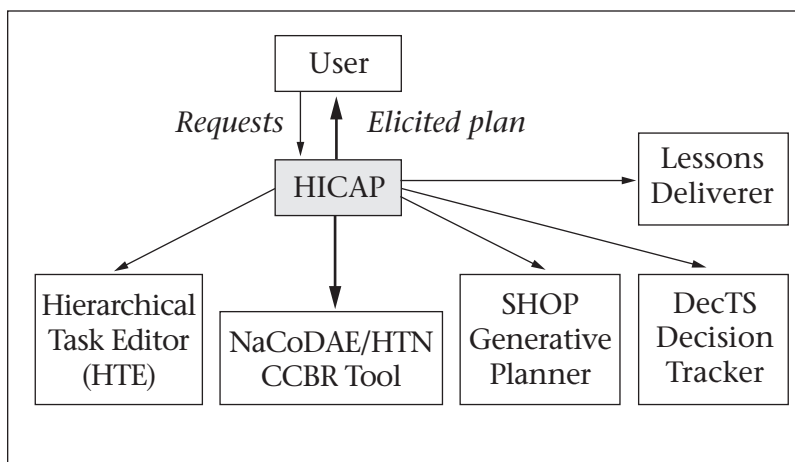 User
Requests
Elicited plan
HICAP
Lessons
Deliverer
Hierarchical
Task Editor
(HTE)
NaCoDAE/HTN
CCBR Tool
SHOP
Generative
Planner
DecTS
Decision
Tracker